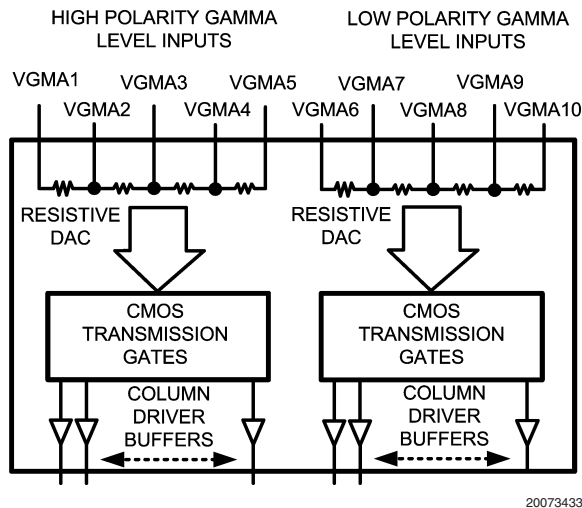 HIGH POLARITY GAMMA
LEVEL INPUTS
LOW POLARITY GAMMA
LEVEL INPUTS
VGMA1
VGMA2
VGMA3
VGMA4
VGMA5
VGMA6
VGMA7
VGMA8
VGMA9
VGMA10
RESISTIVE
DAC
RESISTIVE
DAC
CMOS
TRANSMISSION
GATES
CMOS
TRANSMISSION
GATES
COLUMN
DRIVER
BUFFERS
COLUMN
DRIVER
BUFFERS
20073433